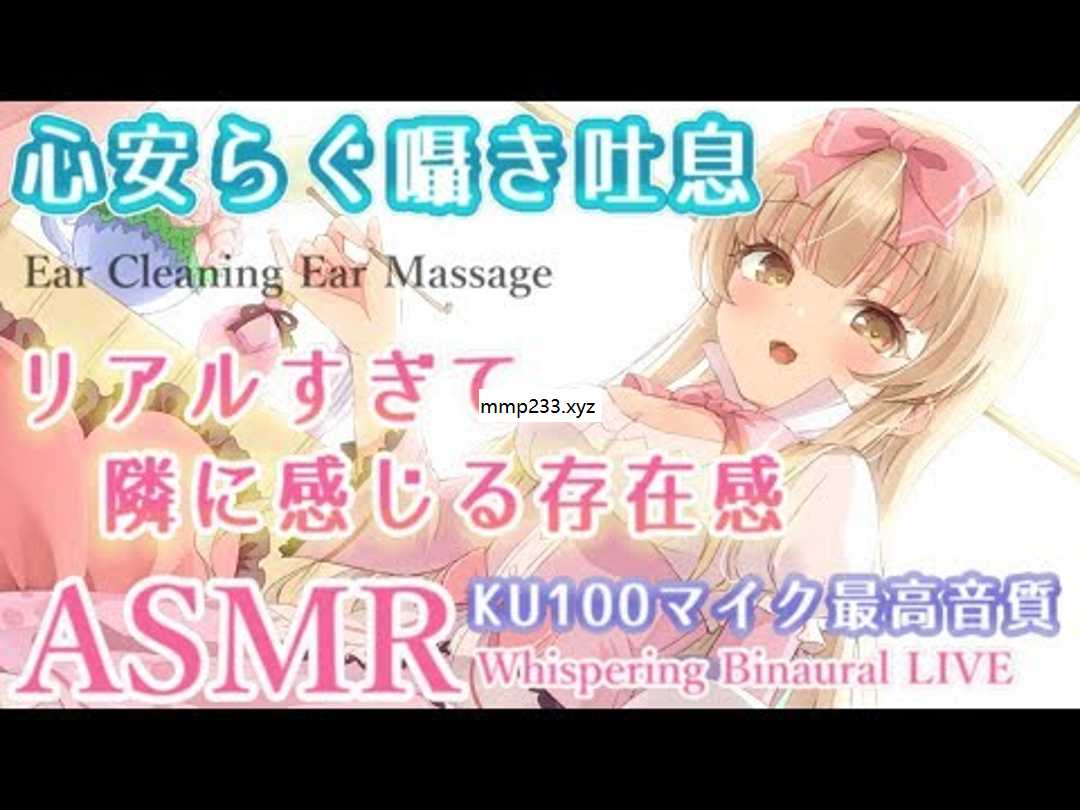 心安らぐ囁き吐息
Ear Cleaning Ear Massage
リアルすぎて
mmp233.xyz
隣に感じる存在感
ASMR
KU100マイク最高音質
Whispering Binaural LIVE